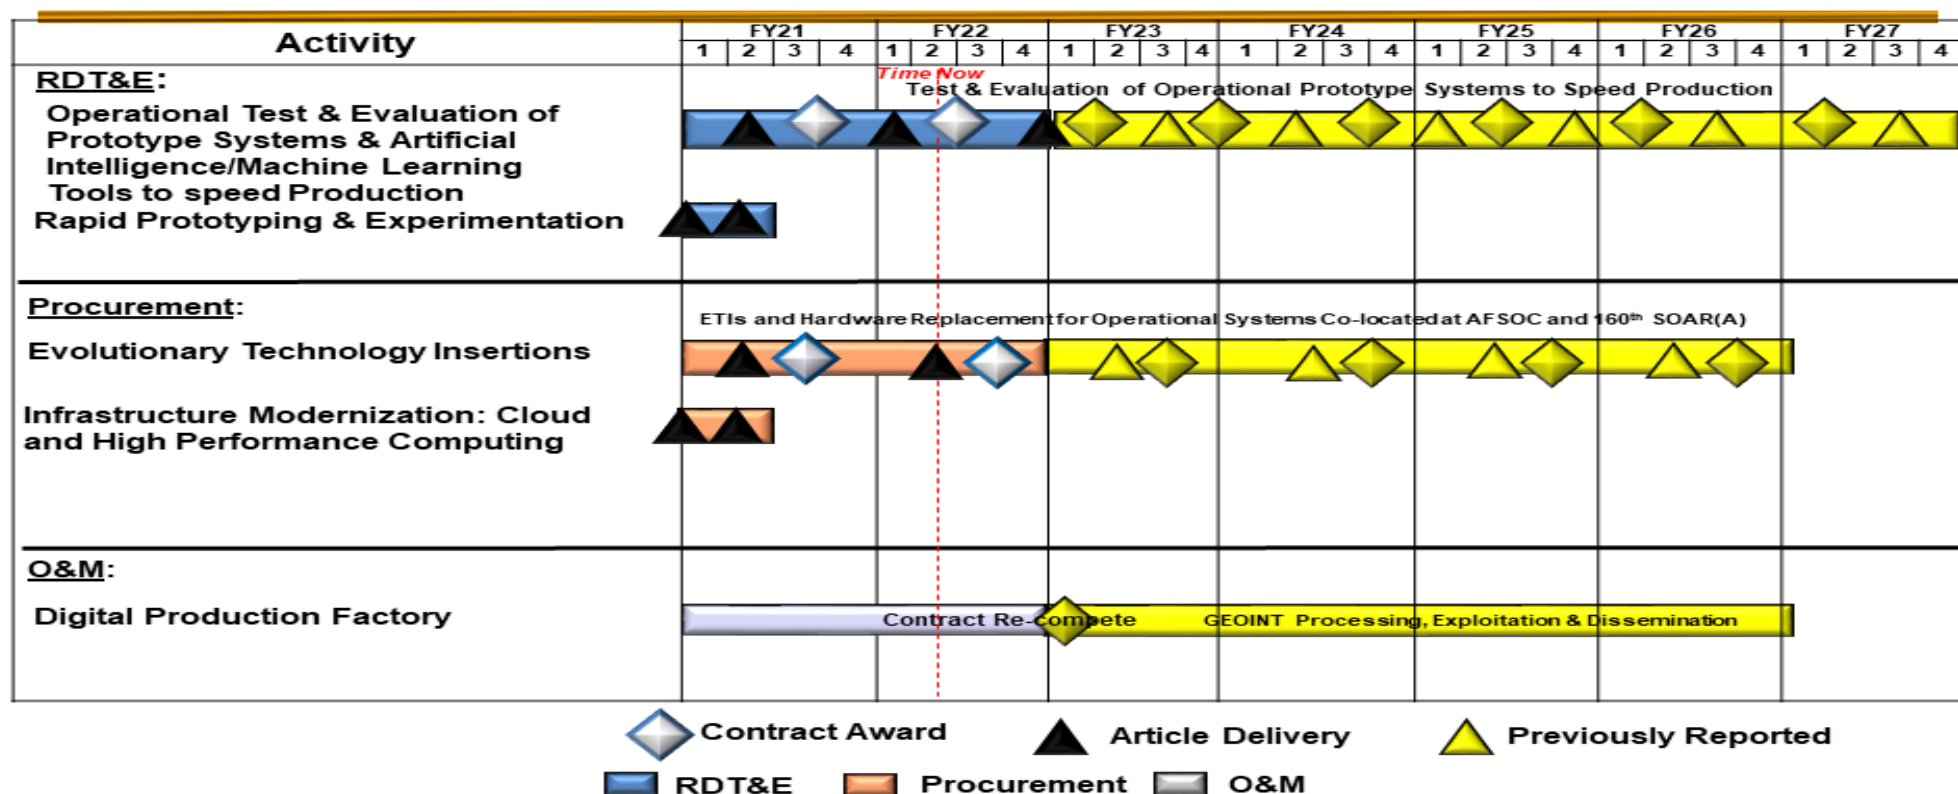 Activity
FY21 FY22 FY23 FY24 FY25 FY26 FY27
1 2 3 4 1 2 3 4 1 2 3 4 1 2 3 4 1 2 3 4 1 2 3 4 1 2 3 4
RDT&E:
Time Now
Test & Evaluation of Operational Prototype Systems to Speed Production
Operational Test & Evaluation of
Prototype Systems & Artificial
Intelligence/Machine Learning
Tools to speed Production
Rapid Prototyping & Experimentation
Procurement:
ETIs and Hardware Replacement for Operational Systems Co-located at AFSOC and 160th SOAR(A)
Evolutionary Technology Insertions
Infrastructure Modernization: Cloud
and High Performance Computing
O&M:
Digital Production Factory
Contract Re-compete
GEOINT Processing, Exploitation & Dissemination
Contract Award
Article Delivery
Previously Reported
RDT&E
Procurement
O&M